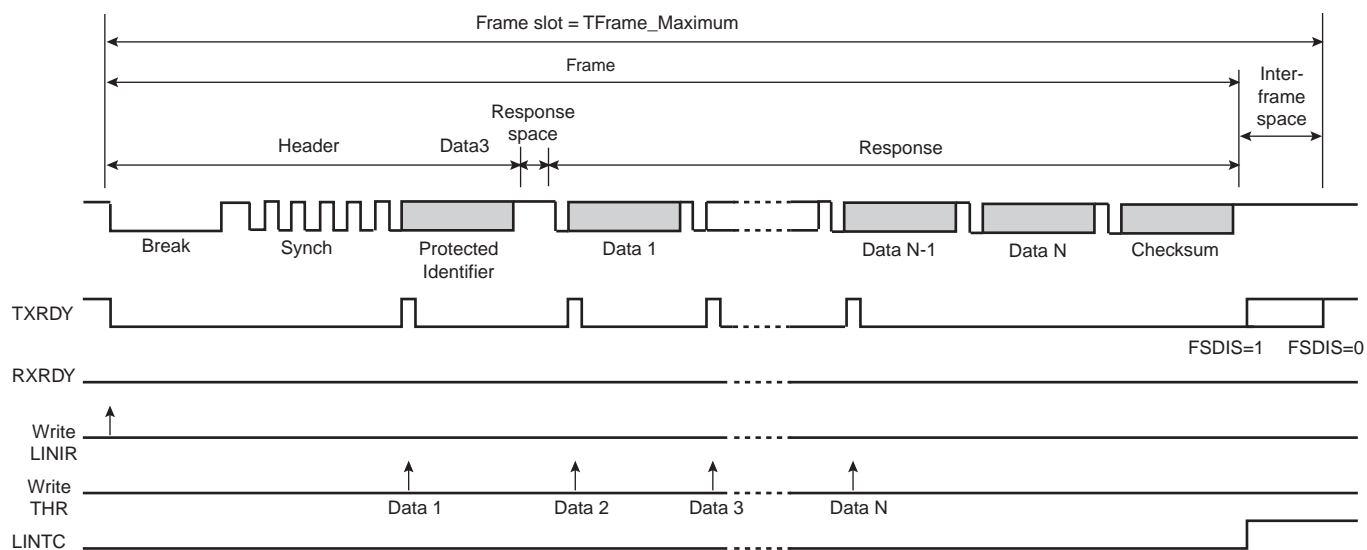 Frame slot = TFrame_Maximum
Frame
Inter-
frame
space
Response
space
Header
Data3
Response
Break
Synch
Protected
Identifier
Data 1
Data N-1
Data N
Checksum
TXRDY
FSDIS=1
FSDIS=0
RXRDY
Write
LINIR
Write
THR
Data 1
Data 2
Data 3
Data N
LINTC